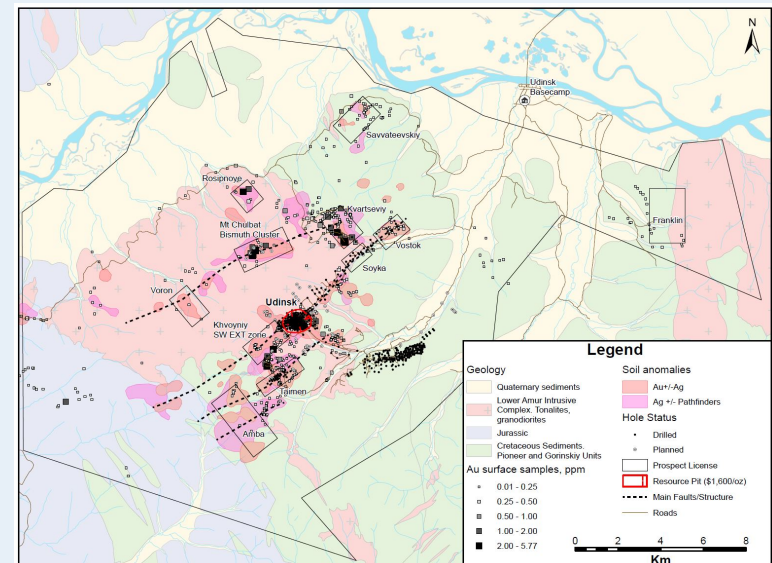 N
Udinsk
Basecamp
Savvateevskiy
Rosipnoye
Kvartseviy
Mt Chulbat
Bismuth Cluster
Franklin
Vostok
Soyka
Voron
Udinsk
Khvoyniy
SW EXT zone
Taimen
Amba
Legend
Geology
Quaternary sediments
Lower Amur Intrusive
Complex. Tonalites,
granodiorites
Jurassic
Cretaceous Sediments.
Pioneer and Gorinskiy Units
Au surface samples, ppm
0.01 - 0.25
0.25 - 0.50
0.50 - 1.00
1.00 - 2.00
2.00 - 5.77
Soil anomalies
Au+/-Ag
Ag +/- Pathfinders
Hole Status
Drilled
Planned
Prospect License
Resource Pit ($1,600/oz)
Main Faults/Structure
Roads
0 2 4 6 8
Km